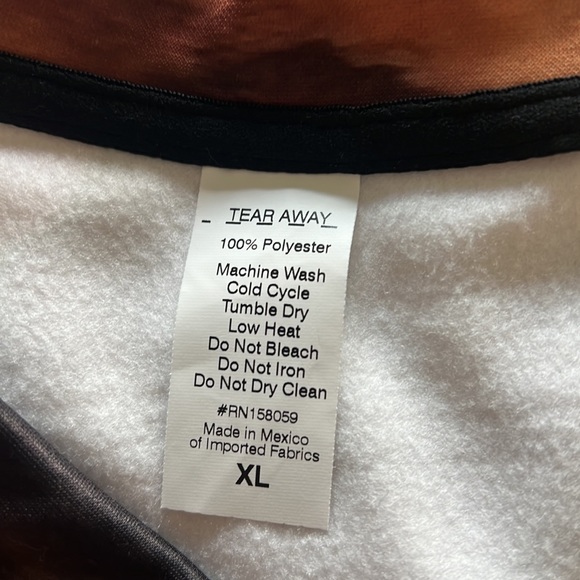 TEAR AWAY
100% Polyester
Machine Wash
Cold Cycle
Tumble Dry
Low Heat
Do Not Bleach
Do Not Iron
Do Not Dry Clean
#RN158059
Made in Mexico
of Imported Fabrics
XL